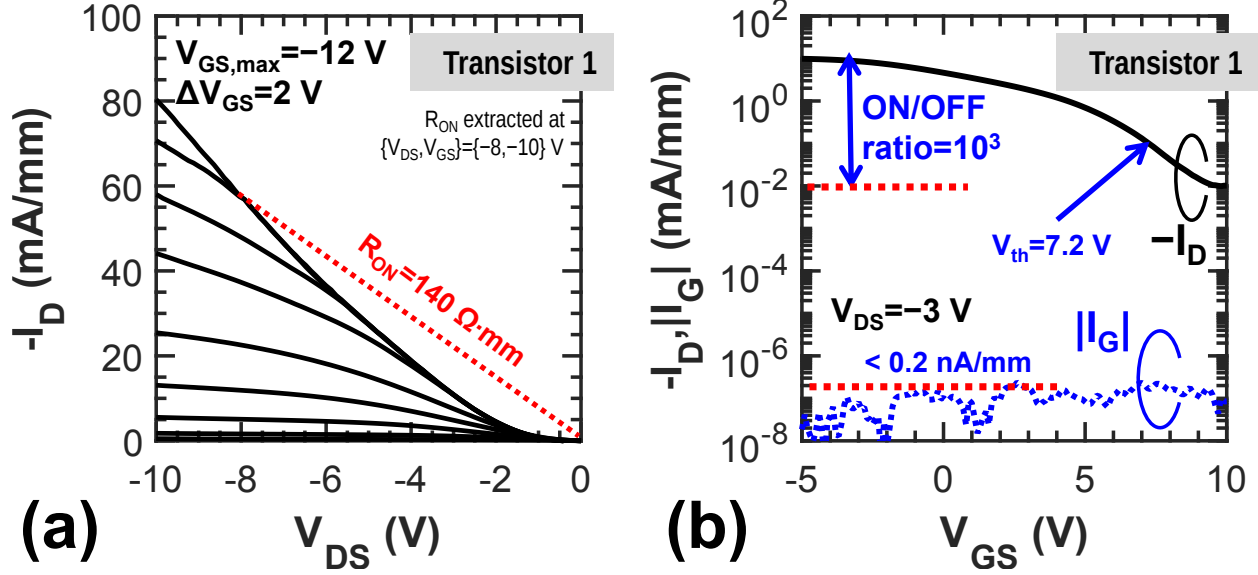 100
80
60
40
20
0
-10
-8
-6
-4
-2
0
-I_D (mA/mm)
V_DS (V)
V_GS,max=−12 V
ΔV_GS=2 V
Transistor 1
R_ON extracted at
{V_DS,V_GS}={−8,−10} V
R_ON=140 Ω·mm
(a)
10^2
10^0
10^-2
10^-4
10^-6
10^-8
-5
0
5
10
-I_D,|I_G| (mA/mm)
V_GS (V)
Transistor 1
ON/OFF
ratio=10^3
V_th=7.2 V
−I_D
V_DS=−3 V
|I_G|
< 0.2 nA/mm
(b)